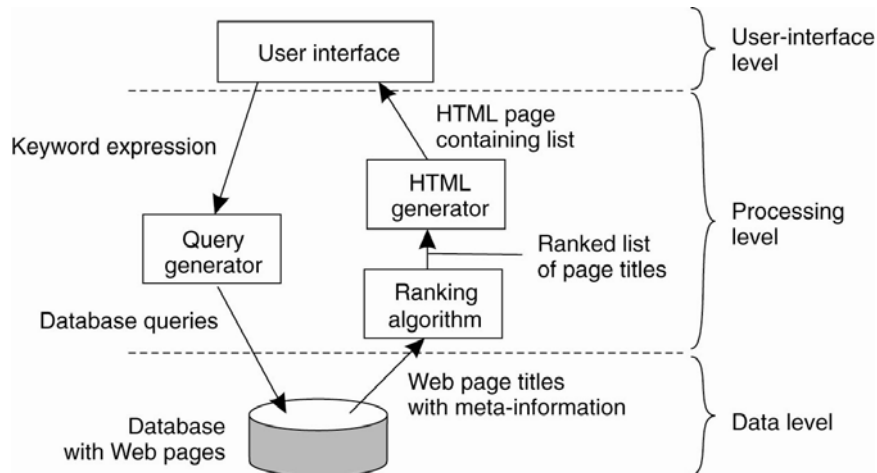 User interface
User-interface
level
HTML page
containing list
Keyword expression
HTML
generator
Processing
level
Query
generator
Ranked list
of page titles
Ranking
algorithm
Database queries
Web page titles
with meta-information
Database
with Web pages
Data level